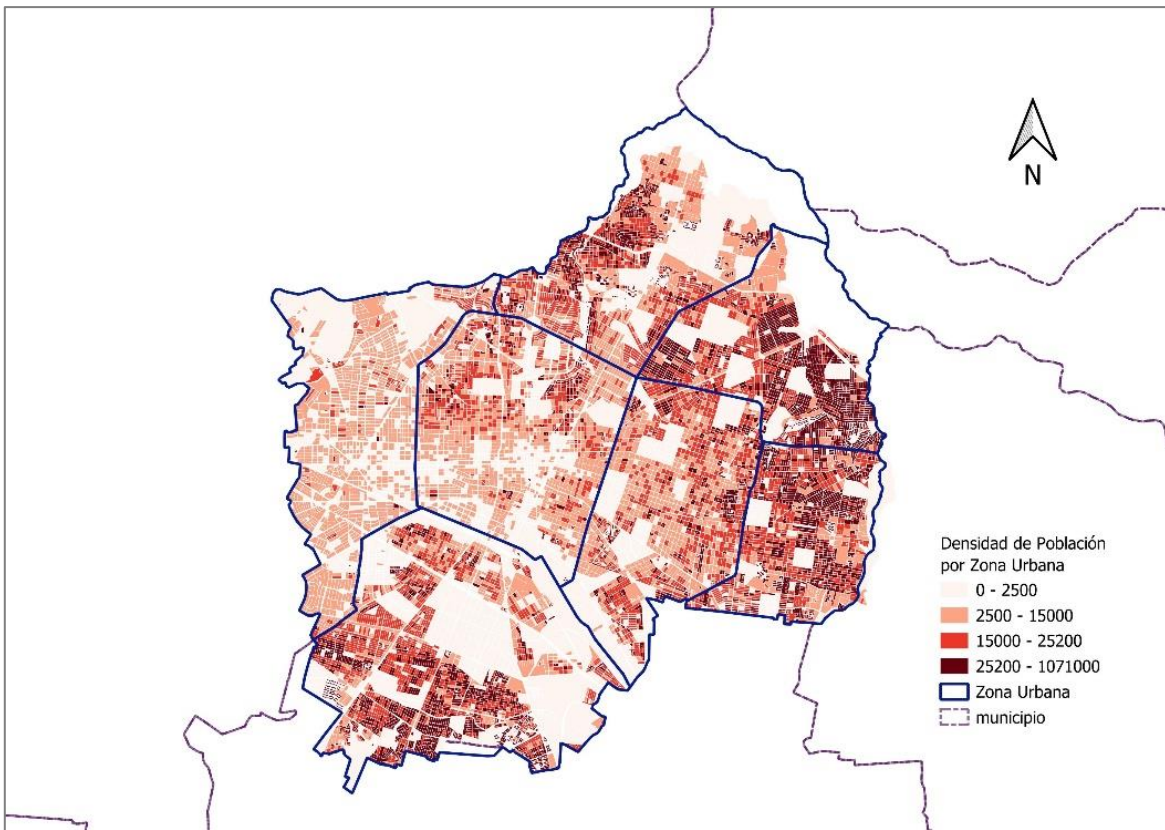 N
Densidad de Población
por Zona Urbana
0 - 2500
2500 - 15000
15000 - 25200
25200 - 1071000
Zona Urbana
municipio